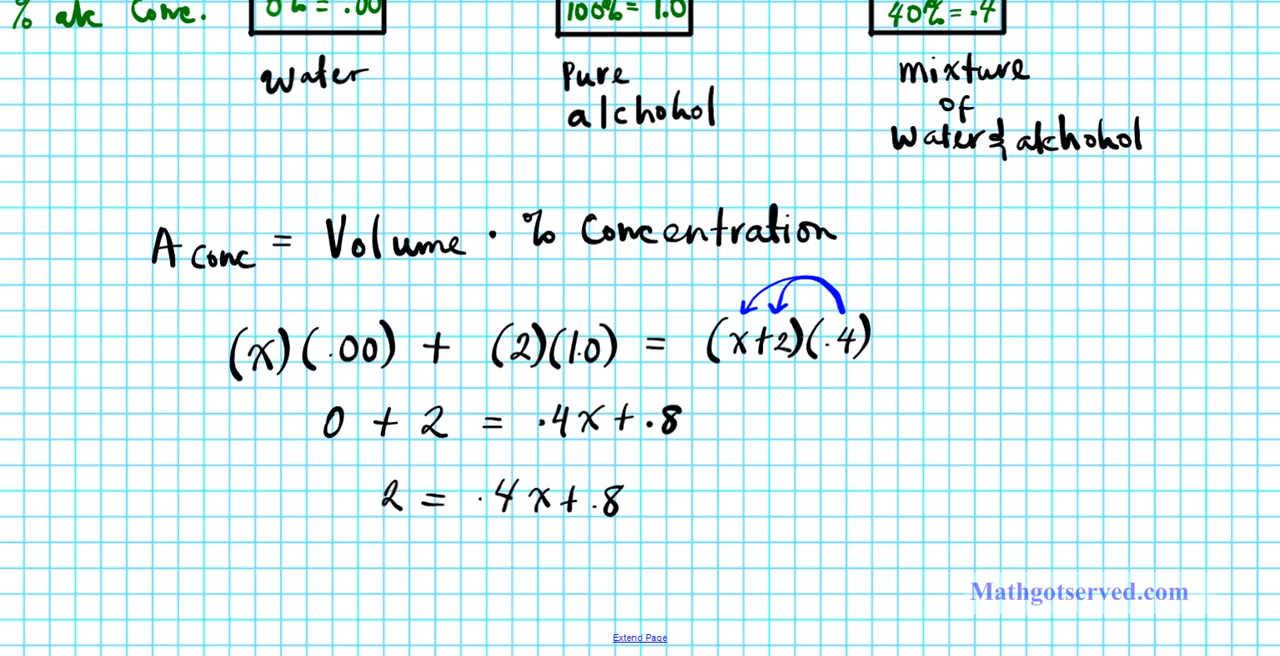 % alc Conc. 0% = .00 100% = 1.0 40% = .4
water Pure alchohol mixture of water & alchohol
A conc = Volume · % Concentration
(x)(.00) + (2)(1.0) = (x+2)(.4)
0 + 2 = .4x + .8
2 = .4x + .8
Mathgotserved.com
Extend Page